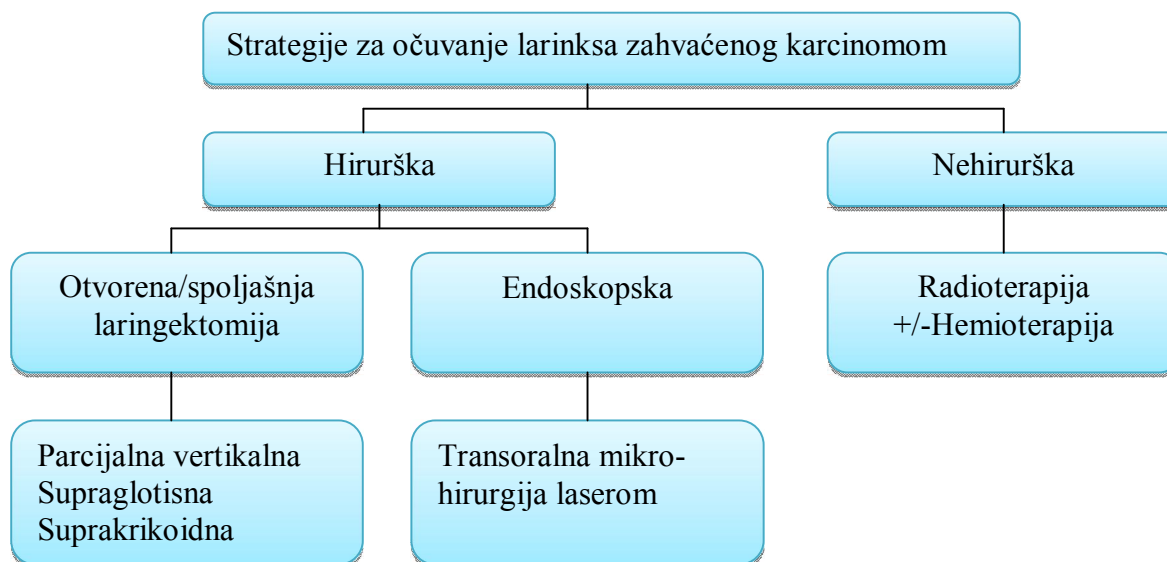 Strategije za očuvanje larinksa zahvaćenog karcinomom
Hirurška
Nehirurška
Otvorena/spoljašnja
laringektomija
Endoskopska
Radioterapija
+/-Hemioterapija
Parcijalna vertikalna
Supraglotisna
Suprakrikoidna
Transoralna mikro-
hirurgija laserom